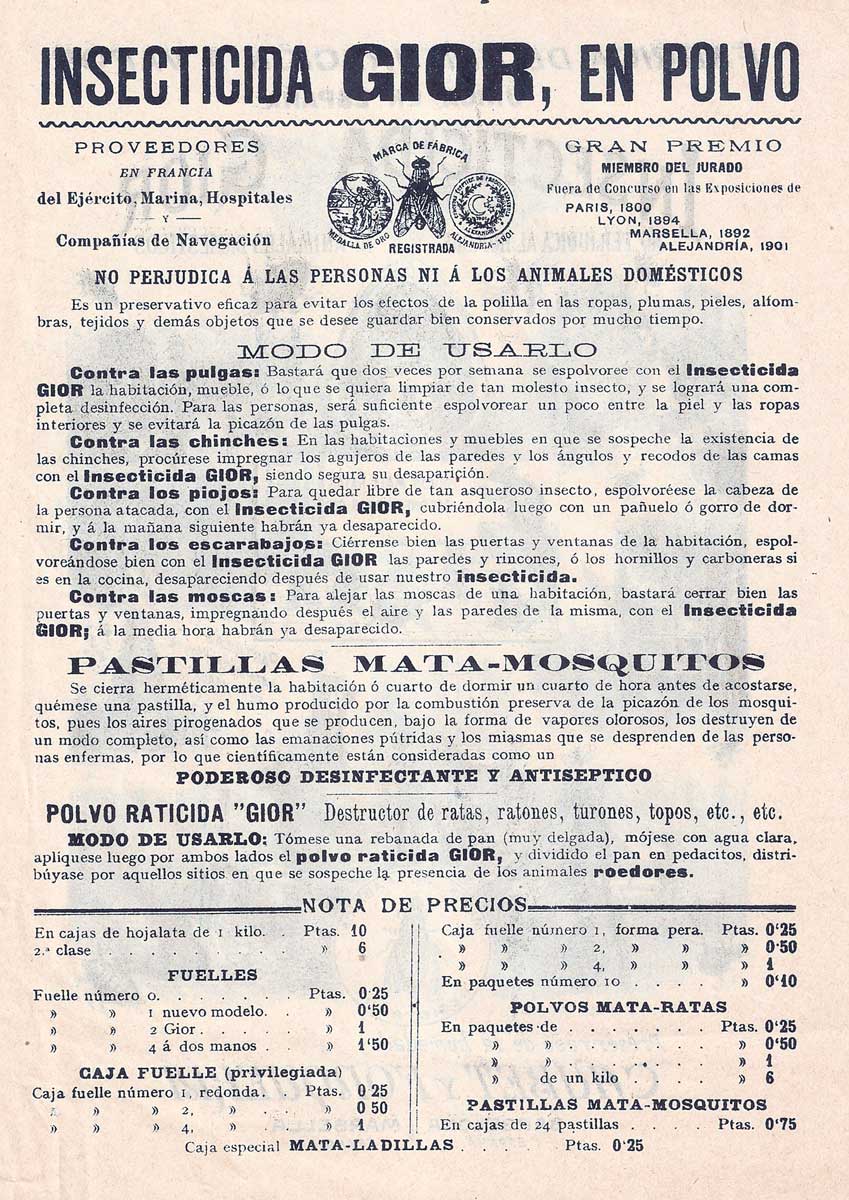 INSECTICIDA GIOR, EN POLVO
PROVEEDORES
EN FRANCIA
del Ejército, Marina, Hospitales
Y
Compañías de Navegación
MARCA DE FÁBRICA
MEDALLA DE ORO
ALEJANDRIA-1901
REGISTRADA
GRAN PREMIO
MIEMBRO DEL JURADO
Fuera de Concurso en las Exposiciones de
PARIS, 1800
LYON, 1894
MARSELLA, 1892
ALEJANDRÍA, 1901
NO PERJUDICA Á LAS PERSONAS NI Á LOS ANIMALES DOMÉSTICOS
Es un preservativo eficaz para evitar los efectos de la polilla en las ropas, plumas, pieles, alfom-
bras, tejidos y demás objetos que se desee guardar bien conservados por mucho tiempo.
MODO DE USARLO
Contra las pulgas: Bastará que dos veces por semana se espolvoree con el Insecticida
GIOR la habitación, mueble, ó lo que se quiera limpiar de tan molesto insecto, y se logrará una com-
pleta desinfección. Para las personas, será suficiente espolvorear un poco entre la piel y las ropas
interiores y se evitará la picazón de las pulgas.
Contra las chinches: En las habitaciones y muebles en que se sospeche la existencia de
las chinches, procúrese impregnar los agujeros de las paredes y los ángulos y recodos de las camas
con el Insecticida GIOR, siendo segura su desaparición.
Contra los piojos: Para quedar libre de tan asqueroso insecto, espolvoréese la cabeza de
la persona atacada, con el Insecticida GIOR, cubriéndola luego con un pañuelo ó gorro de dor-
mir, y á la mañana siguiente habrán ya desaparecido.
Contra los escarabajos: Ciérrense bien las puertas y ventanas de la habitación, espol-
voreándose bien con el Insecticida GIOR las paredes y rincones, ó los hornillos y carboneras si
es en la cocina, desapareciendo después de usar nuestro insecticida.
Contra las moscas: Para alejar las moscas de una habitación, bastará cerrar bien las
puertas y ventanas, impregnando después el aire y las paredes de la misma, con el Insecticida
GIOR; á la media hora habrán ya desaparecido.
PASTILLAS MATA-MOSQUITOS
Se cierra herméticamente la habitación ó cuarto de dormir un cuarto de hora antes de acostarse,
quémese una pastilla, y el humo producido por la combustión preserva de la picazón de los mosqui-
tos, pues los aires pirogenados que se producen, bajo la forma de vapores olorosos, los destruyen de
un modo completo, así como las emanaciones pútridas y los miasmas que se desprenden de las perso-
nas enfermas, por lo que científicamente están consideradas como un
PODEROSO DESINFECTANTE Y ANTISEPTICO
POLVO RATICIDA "GIOR" Destructor de ratas, ratones, turones, topos, etc., etc.
MODO DE USARLO: Tómese una rebanada de pan (muy delgada), mójese con agua clara,
aplíquese luego por ambos lados el polvo raticida GIOR, y dividido el pan en pedacitos, distri-
búyase por aquellos sitios en que se sospeche la presencia de los animales roedores.
NOTA DE PRECIOS
En cajas de hojalata de 1 kilo. . Ptas. 10
2.ª clase . . . . . . . . . » 6
FUELLES
Fuelle número 0. . . . . . . Ptas. 0 25
» » 1 nuevo modelo. . . » 0'50
» » 2 Gior . . . . . » 1
» » 4 á dos manos . . . » 1'50
CAJA FUELLE (privilegiada)
Caja fuelle número 1, redonda. . Ptas. 0 25
» » » 2, » . . » 0 50
» » » 4, » . . » 1
Caja fuelle número 1, forma pera. Ptas. 0'25
» » » 2, » » » 0'50
» » » 4, » » » 1
En paquetes número 10 . . . . » 0'10
POLVOS MATA-RATAS
En paquetes de . . . . . . . Ptas. 0'25
» » . . . . . . . » 0'50
» » . . . . . . . » 1
» de un kilo . . . . . » 6
PASTILLAS MATA-MOSQUITOS
En cajas de 24 pastillas . . . . Ptas. 0'75
Caja especial MATA-LADILLAS . . . . Ptas. 0'25